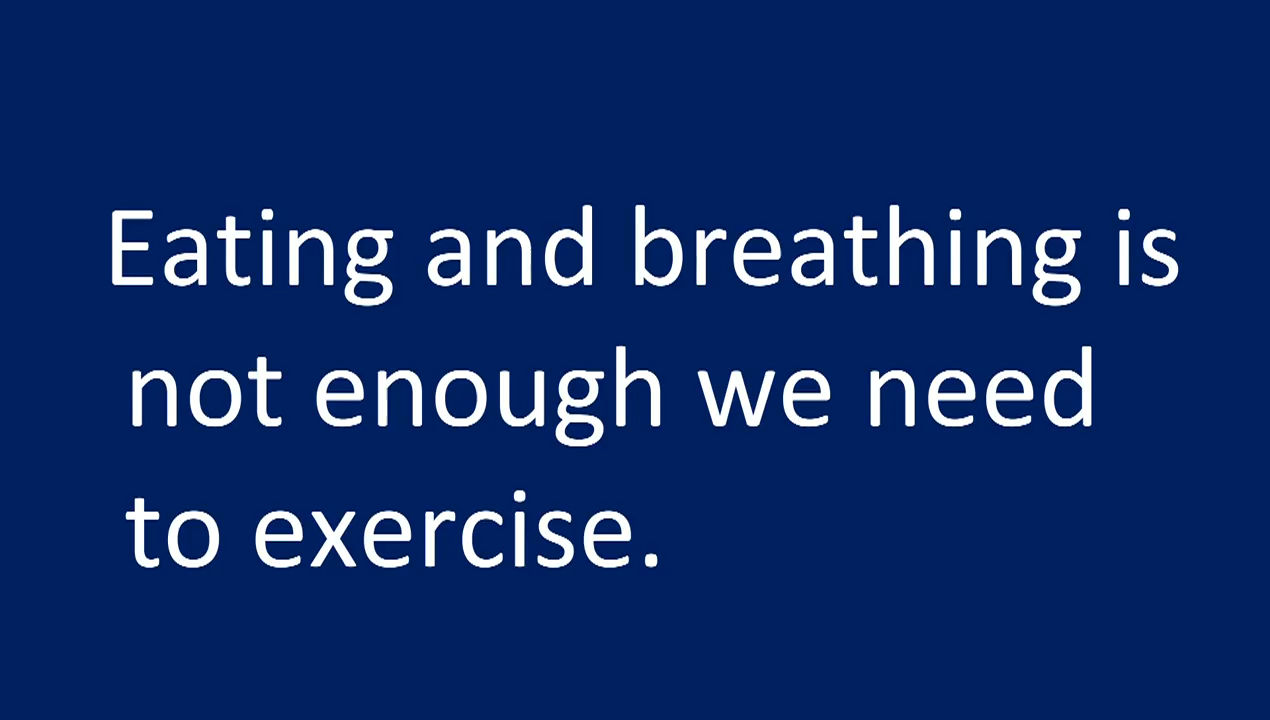 Eating and breathing is
not enough we need
to exercise.